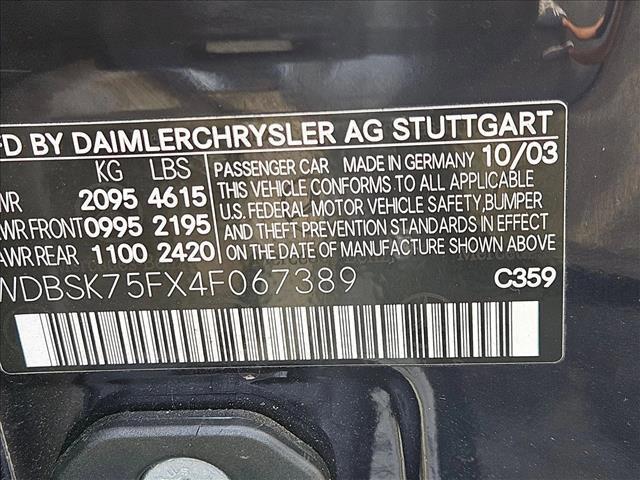 FD BY DAIMLERCHRYSLER AG STUTTGART
KG LBS
WR 2095 4615
WR FRONT 0995 2195
AWR.REAR 1100 2420
PASSENGER CAR MADE IN GERMANY 10/03
THIS VEHICLE CONFORMS TO ALL APPLICABLE
U.S. FEDERAL MOTOR VEHICLE SAFETY, BUMPER
AND THEFT PREVENTION STANDARDS IN EFFECT
ON THE DATE OF MANUFACTURE SHOWN ABOVE
WDBSK75FX4F067389 C359